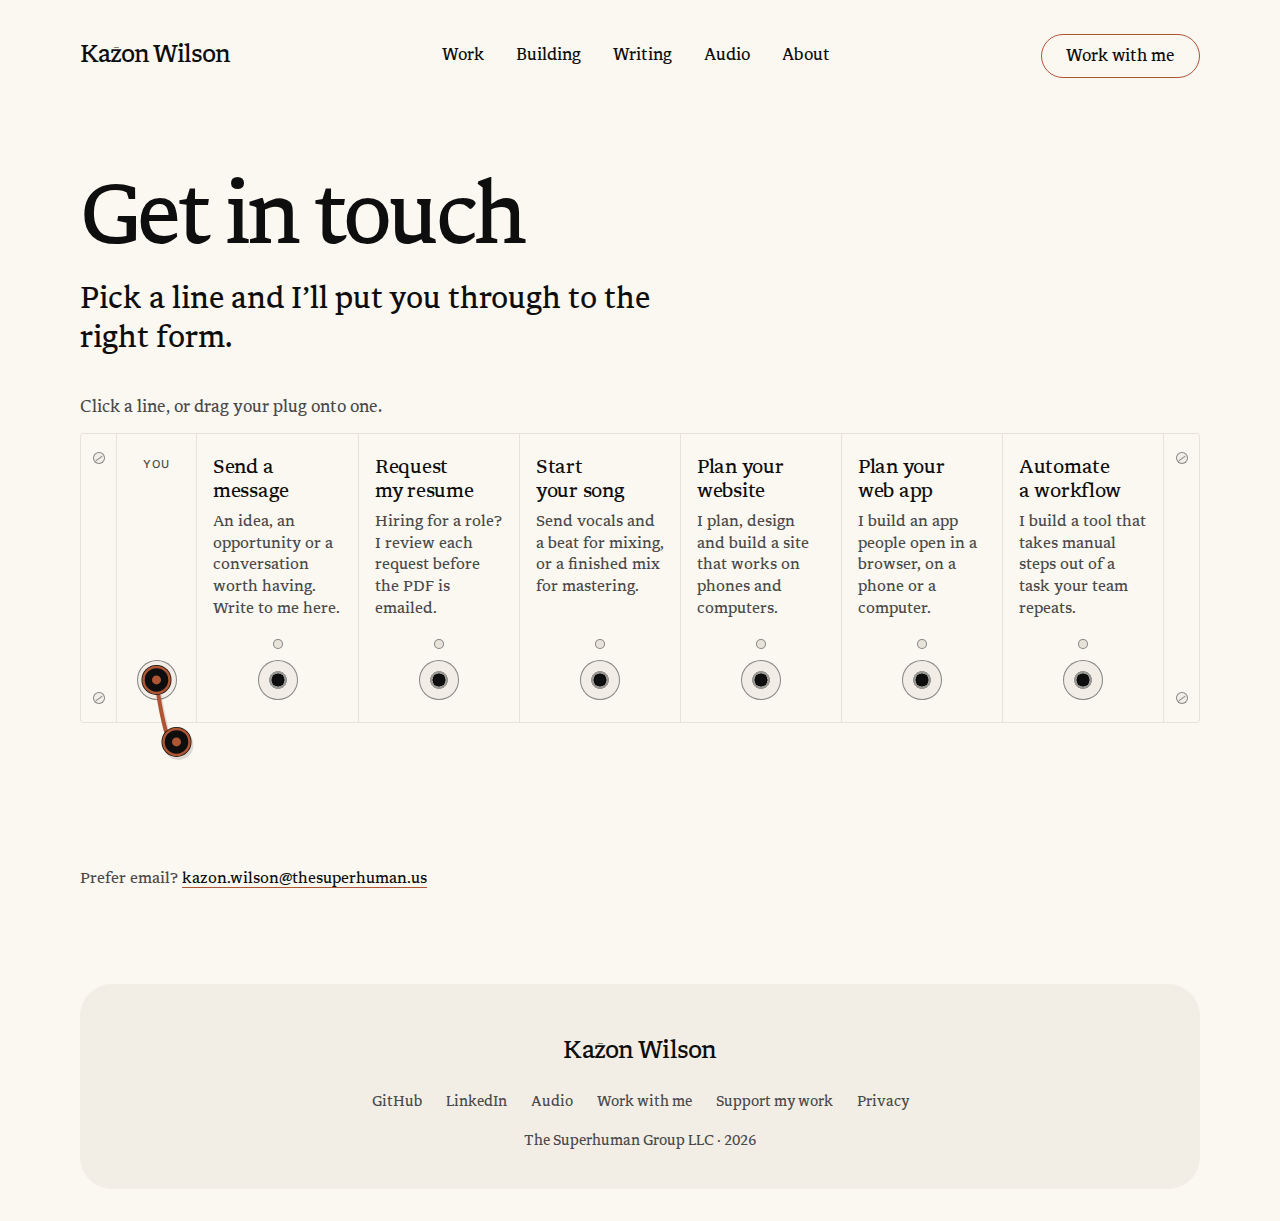 Kažon Wilson
Work Building Writing Audio About
Work with me
Get in touch
Pick a line and I’ll put you through to the
right form.
Click a line, or drag your plug onto one.
YOU
Send a
message
An idea, an
opportunity or a
conversation
worth having.
Write to me here.
Request
my resume
Hiring for a role?
I review each
request before
the PDF is
emailed.
Start
your song
Send vocals and
a beat for mixing,
or a finished mix
for mastering.
Plan your
website
I plan, design
and build a site
that works on
phones and
computers.
Plan your
web app
I build an app
people open in a
browser, on a
phone or a
computer.
Automate
a workflow
I build a tool that
takes manual
steps out of a
task your team
repeats.
Prefer email? kazon.wilson@thesuperhuman.us
Kažon Wilson
GitHub LinkedIn Audio Work with me Support my work Privacy
The Superhuman Group LLC · 2026